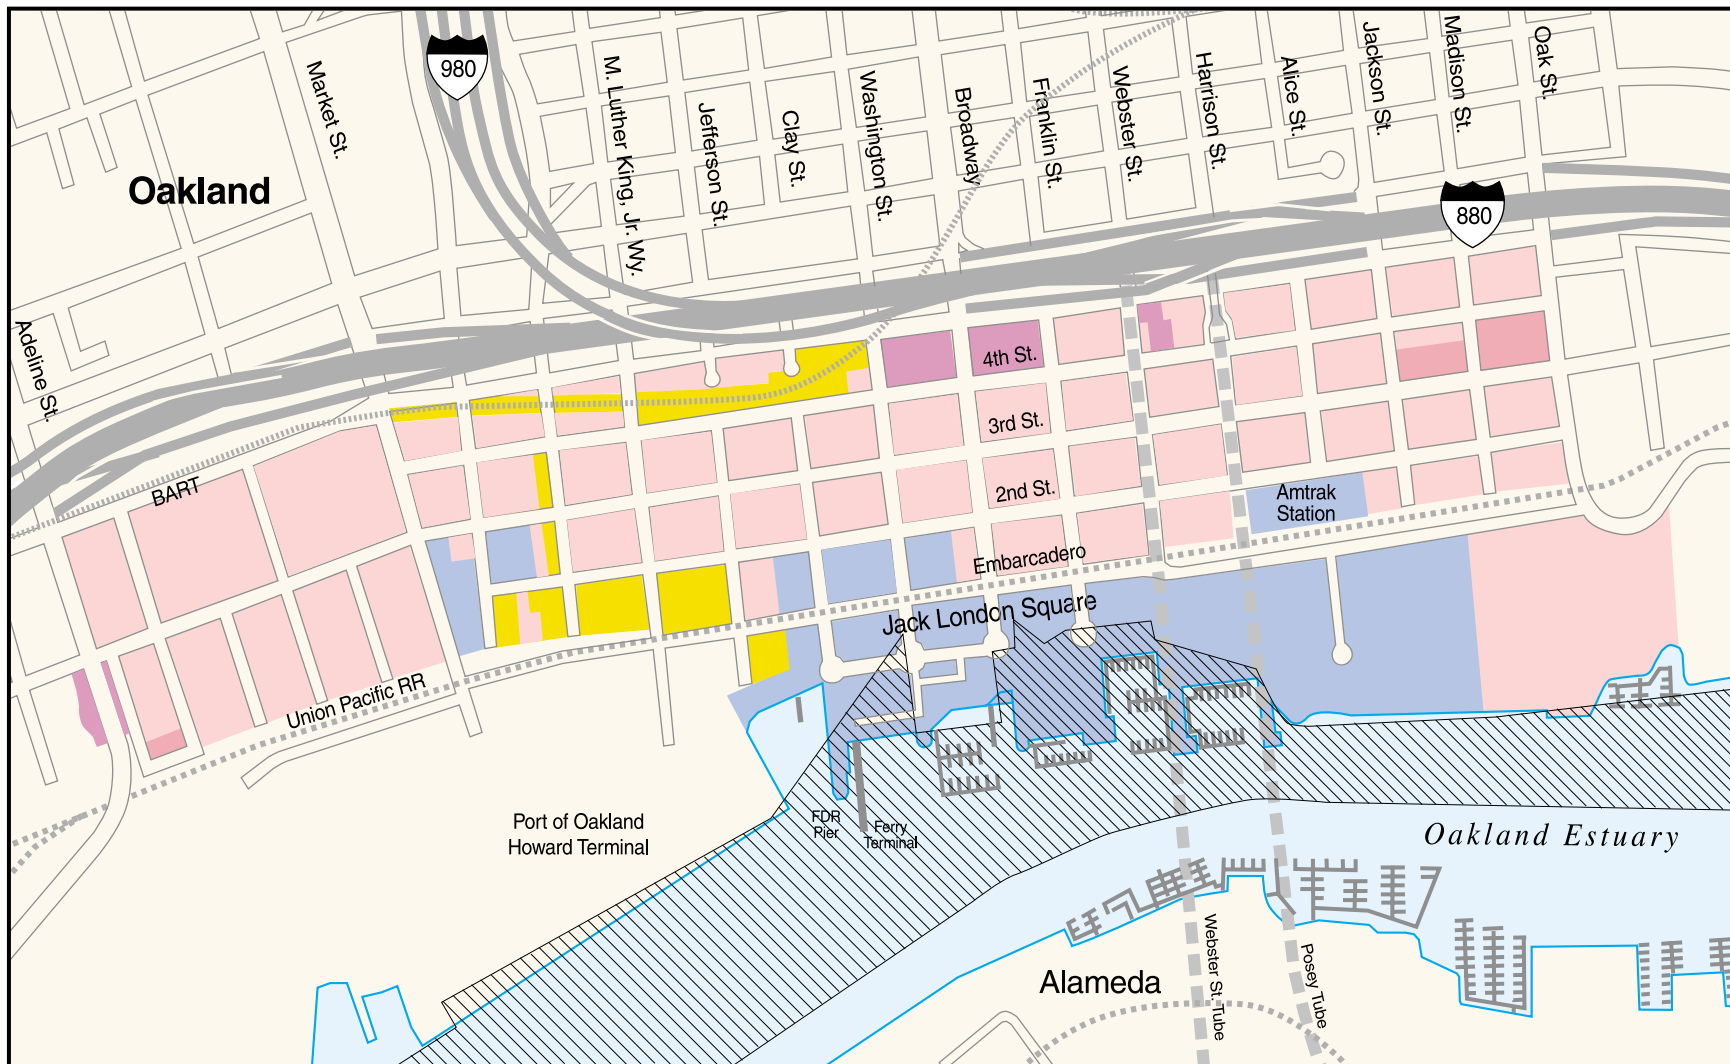 980
Market St.
M. Luther King, Jr. Wy.
Jefferson St.
Clay St.
Washington St.
Broadway
Franklin St.
Webster St.
Harrison St.
Alice St.
Jackson St.
Madison St.
Oak St.
Oakland
880
Adeline St.
4th St.
3rd St.
2nd St.
BART
Amtrak
Station
Embarcadero
Jack London Square
Union Pacific RR
Port of Oakland
Howard Terminal
FDR
Pier
Ferry
Terminal
Oakland Estuary
Webster St. Tube
Posey Tube
Alameda